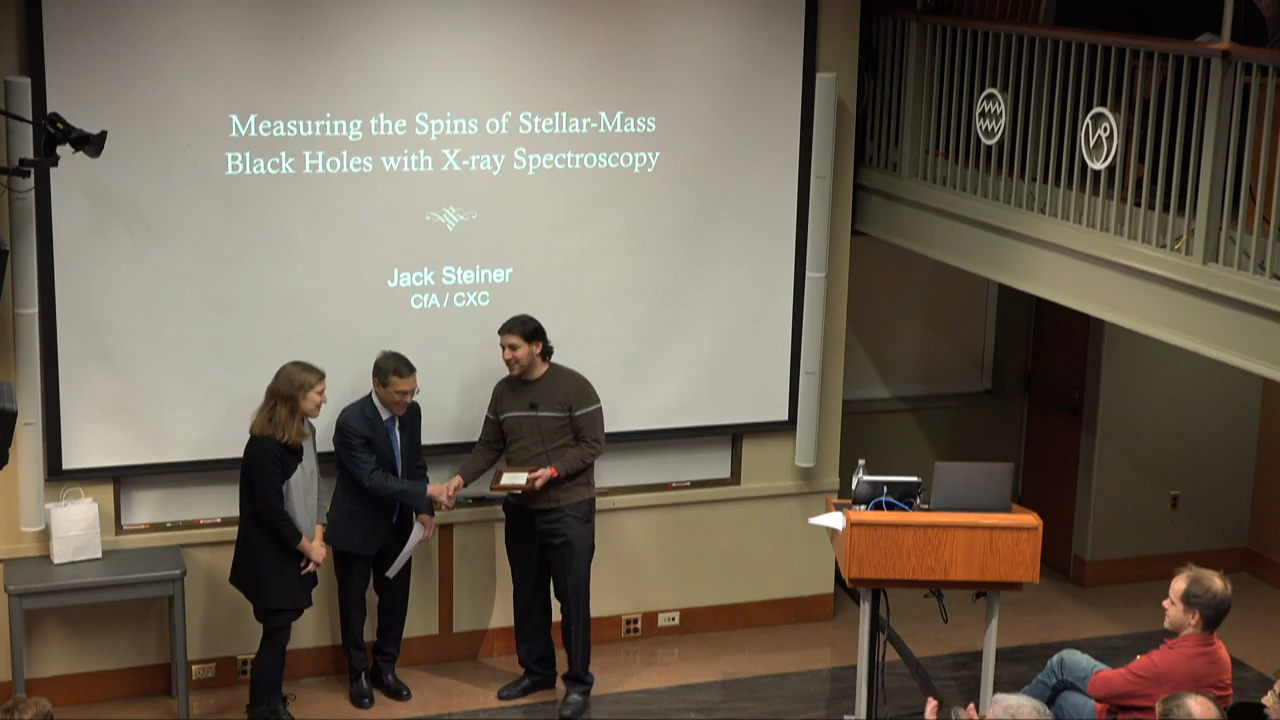 Measuring the Spins of Stellar-Mass
Black Holes with X-ray Spectroscopy
Jack Steiner
CfA / CXC